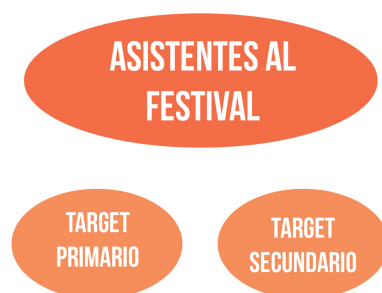 ASISTENTES AL
FESTIVAL
TARGET
PRIMARIO
TARGET
SECUNDARIO